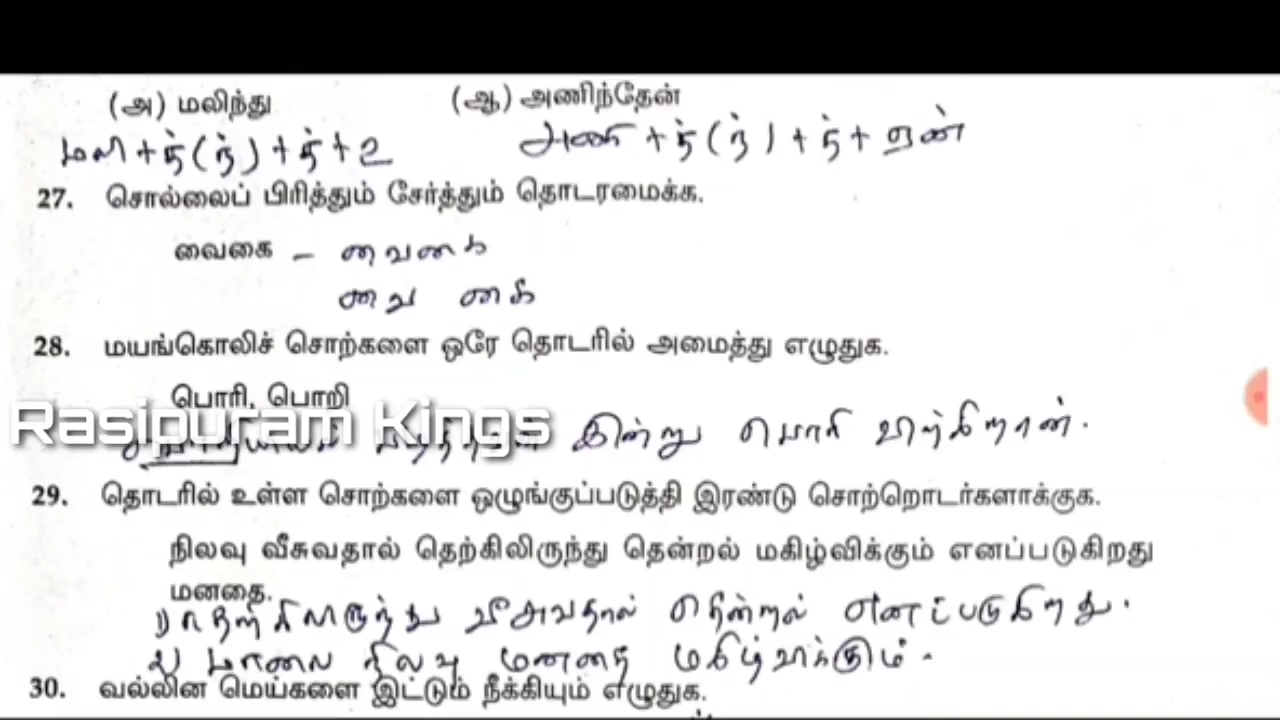 (அ) மலிந்து (ஆ) அணிந்தேன்
மலி + த்(ந்) + த் + உ அணி + த்(ந்) + த் + ஏன்
27. சொல்லைப் பிரித்தும் சேர்த்தும் தொடரமைக்க.
வைகை - வைகை
வை கை
28. மயங்கொலிச் சொற்களை ஒரே தொடரில் அமைத்து எழுதுக.
பொரி, பொறி
Rasipuram Kings
இன்று பொரி விற்கிறான்.
29. தொடரில் உள்ள சொற்களை ஒழுங்குப்படுத்தி இரண்டு சொற்றொடர்களாக்குக.
நிலவு வீசுவதால் தெற்கிலிருந்து தென்றல் மகிழ்விக்கும் எனப்படுகிறது
மனதை.
1) தெற்கிலிருந்து வீசுவதால் தென்றல் எனப்படுகிறது.
2) மாலை நிலவு மனதை மகிழ்விக்கும்.
30. வல்லின மெய்களை இட்டும் நீக்கியும் எழுதுக.